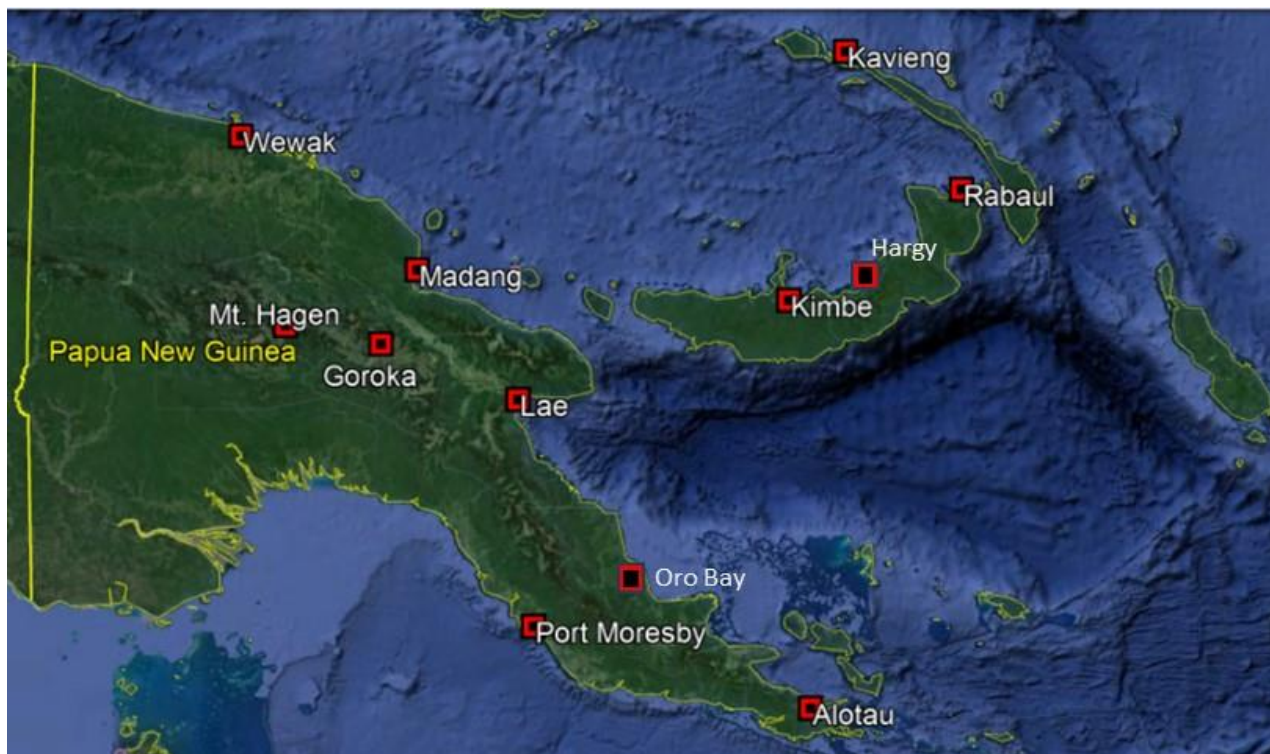 Kavieng
Wewak
Rabaul
Hargy
Madang
Kimbe
Mt. Hagen
Papua New Guinea
Goroka
Lae
Oro Bay
Port Moresby
Alotau